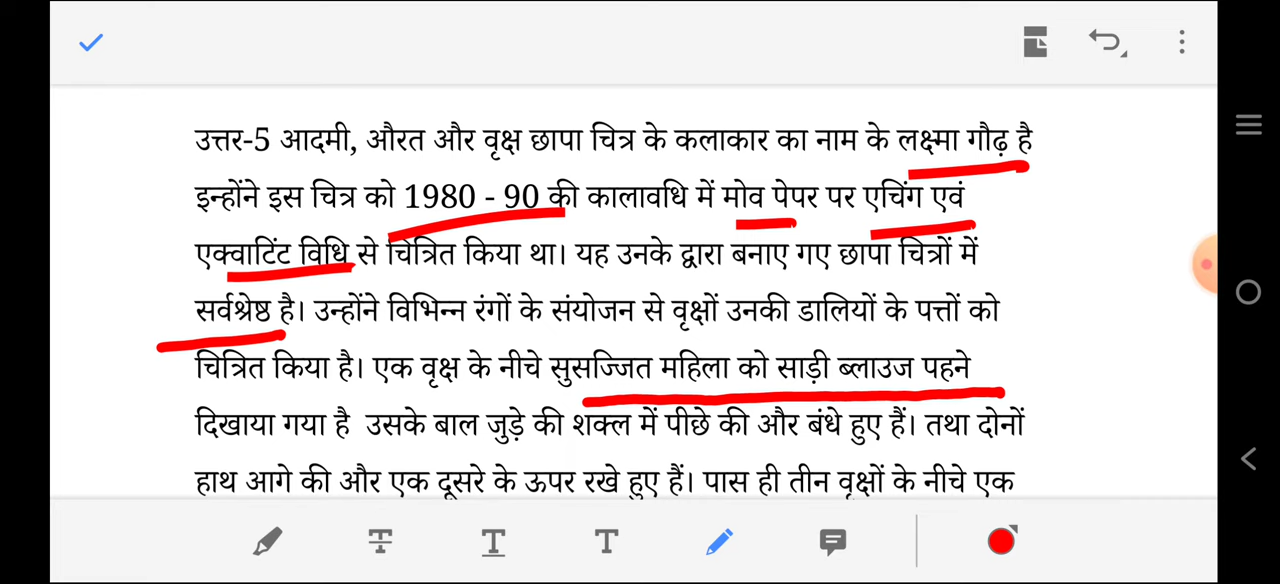 उत्तर-5 आदमी, औरत और वृक्ष छापा चित्र के कलाकार का नाम के लक्ष्मा गौढ़ है
इन्होंने इस चित्र को 1980 - 90 की कालावधि में मोव पेपर पर एचिंग एवं
एक्वाटिंट विधि से चित्रित किया था। यह उनके द्वारा बनाए गए छापा चित्रों में
सर्वश्रेष्ठ है। उन्होंने विभिन्न रंगों के संयोजन से वृक्षों उनकी डालियों के पत्तों को
चित्रित किया है। एक वृक्ष के नीचे सुसज्जित महिला को साड़ी ब्लाउज पहने
दिखाया गया है उसके बाल जुड़े की शक्ल में पीछे की और बंधे हुए हैं। तथा दोनों
हाथ आगे की और एक दूसरे के ऊपर रखे हुए हैं। पास ही तीन वृक्षों के नीचे एक